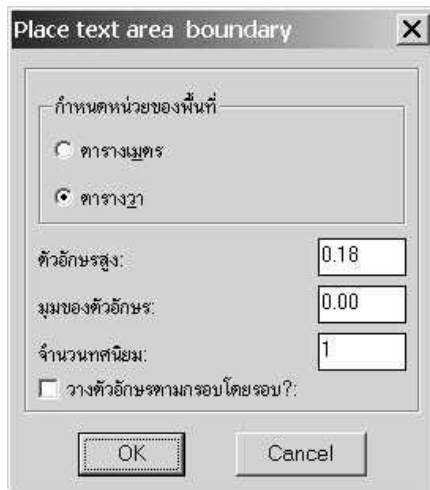 Place text area boundary
กำหนดหน่วยของพื้นที่
ตารางเมตร
ตารางวา
ตัวอักษรสูง: 0.18
มุมของตัวอักษร: 0.00
จำนวนทศนิยม: 1
วางตัวอักษรตามกรอบโดยรอบ?:
OK Cancel